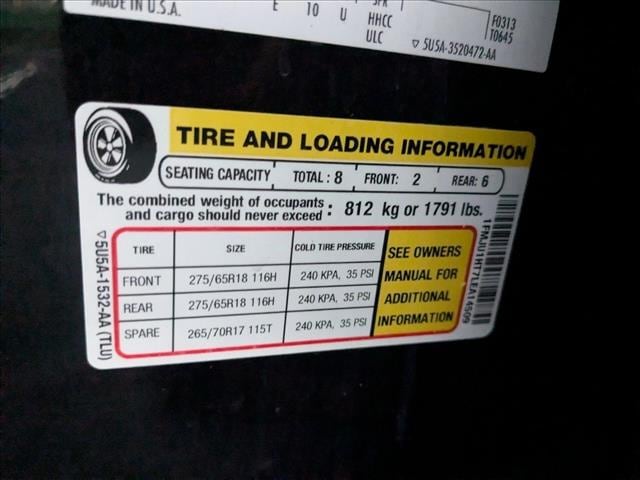 MADE IN U.S.A.
E 10 U
HHCC
ULC
F0313
T0645
▽ 5U5A-3520472-AA
TIRE AND LOADING INFORMATION
SEATING CAPACITY TOTAL : 8 FRONT: 2 REAR: 6
The combined weight of occupants
and cargo should never exceed : 812 kg or 1791 lbs.
TIRE SIZE COLD TIRE PRESSURE
FRONT 275/65R18 116H 240 KPA, 35 PSI
REAR 275/65R18 116H 240 KPA, 35 PSI
SPARE 265/70R17 115T 240 KPA, 35 PSI
SEE OWNERS
MANUAL FOR
ADDITIONAL
INFORMATION
▽ 5U5A-1532-AA (TLU)
1FMJU1HT7LEA14509